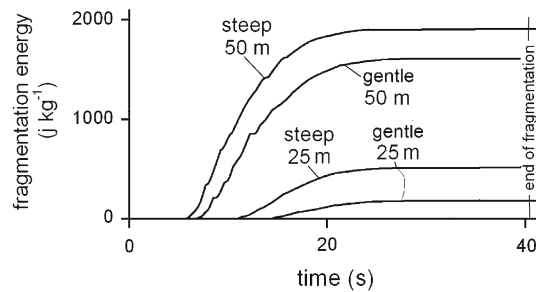 2000
1000
0
fragmentation energy
(j kg-1)
steep
50 m
gentle
50 m
steep
25 m
gentle
25 m
end of fragmentation
0
20
40
time (s)